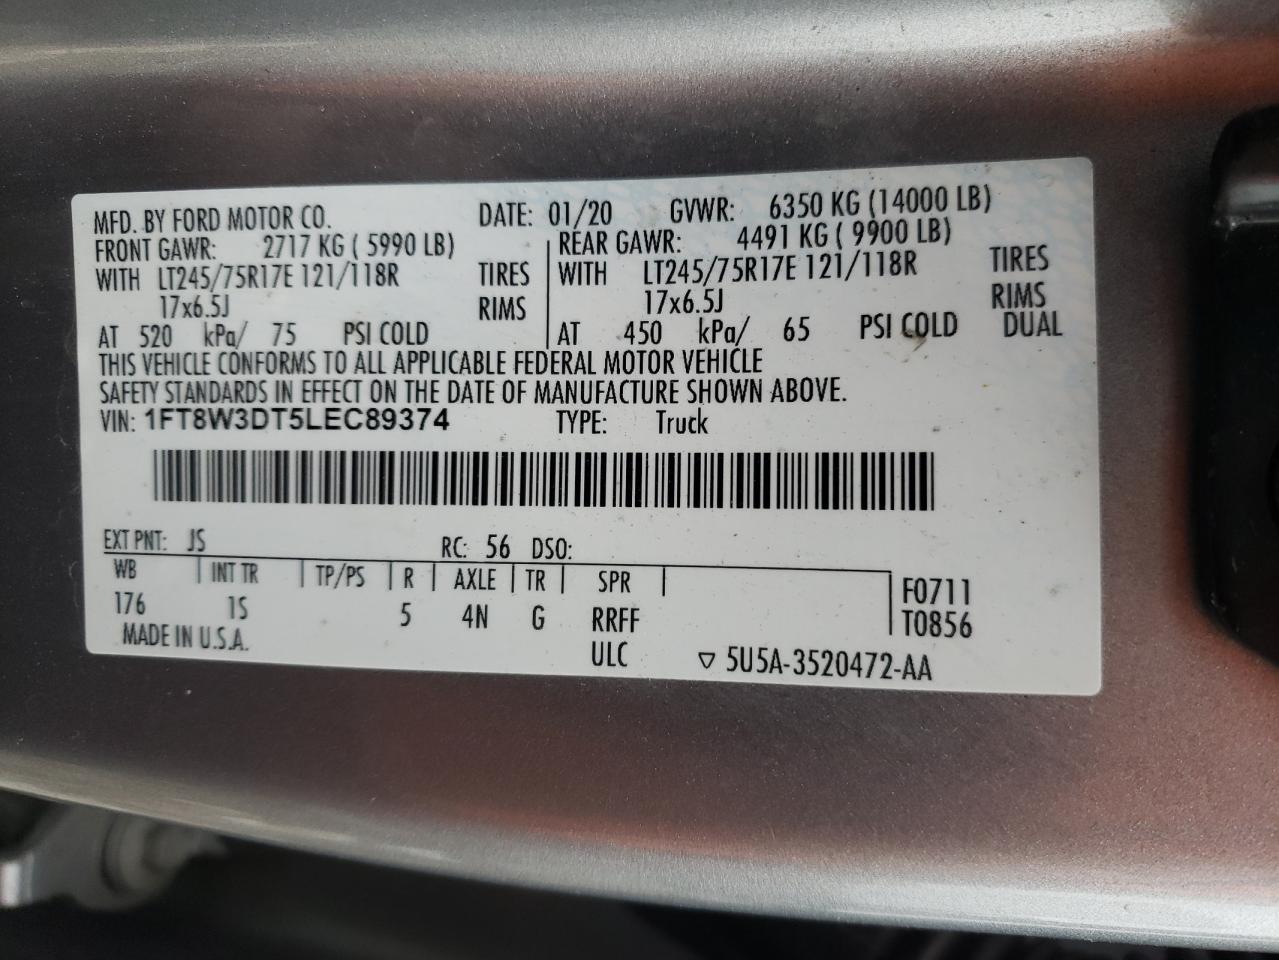 MFD. BY FORD MOTOR CO. DATE: 01/20 GVWR: 6350 KG (14000 LB)
FRONT GAWR: 2717 KG ( 5990 LB) REAR GAWR: 4491 KG ( 9900 LB)
WITH LT245/75R17E 121/118R TIRES WITH LT245/75R17E 121/118R TIRES
17x6.5J RIMS 17x6.5J RIMS
AT 520 kPa/ 75 PSI COLD AT 450 kPa/ 65 PSI COLD DUAL
THIS VEHICLE CONFORMS TO ALL APPLICABLE FEDERAL MOTOR VEHICLE
SAFETY STANDARDS IN EFFECT ON THE DATE OF MANUFACTURE SHOWN ABOVE.
VIN: 1FT8W3DT5LEC89374 TYPE: Truck
EXT PNT: JS RC: 56 DSO:
WB INT TR TP/PS R AXLE TR SPR F0711
176 1S 5 4N G RRFF T0856
MADE IN U.S.A. ULC ▽ 5U5A-3520472-AA